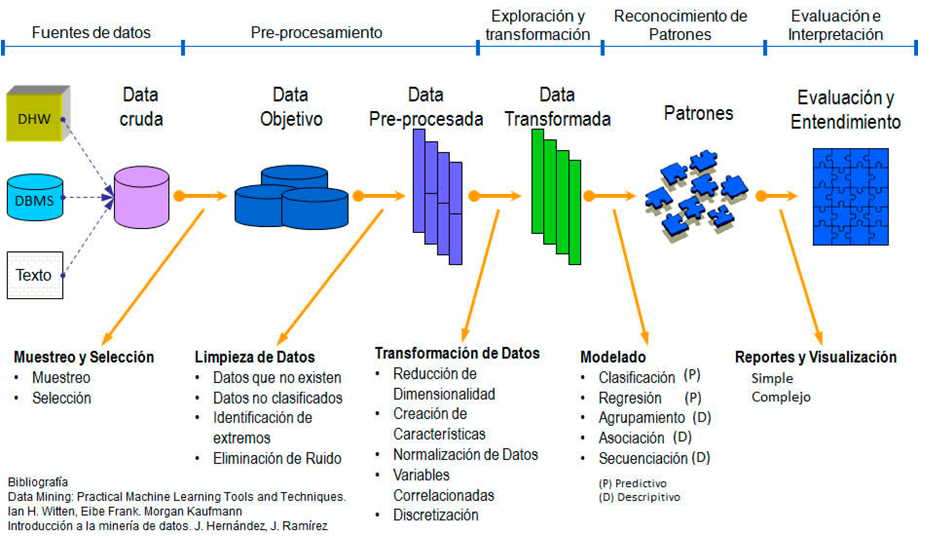 Fuentes de datos
Pre-procesamiento
Exploración y
transformación
Reconocimiento de
Patrones
Evaluación e
Interpretación
DHW
DBMS
Texto
Data
cruda
Data
Objetivo
Data
Pre-procesada
Data
Transformada
Patrones
Evaluación y
Entendimiento
Muestreo y Selección
• Muestreo
• Selección
Limpieza de Datos
• Datos que no existen
• Datos no clasificados
• Identificación de
extremos
• Eliminación de Ruido
Transformación de Datos
• Reducción de
Dimensionalidad
• Creación de
Características
• Normalización de Datos
• Variables
Correlacionadas
• Discretización
Modelado
• Clasificación (P)
• Regresión (P)
• Agrupamiento (D)
• Asociación (D)
• Secuenciación (D)
(P) Predictivo
(D) Descripitivo
Reportes y Visualización
Simple
Complejo
Bibliografía
Data Mining: Practical Machine Learning Tools and Techniques.
Ian H. Witten, Eibe Frank. Morgan Kaufmann
Introducción a la minería de datos. J. Hernández, J. Ramírez